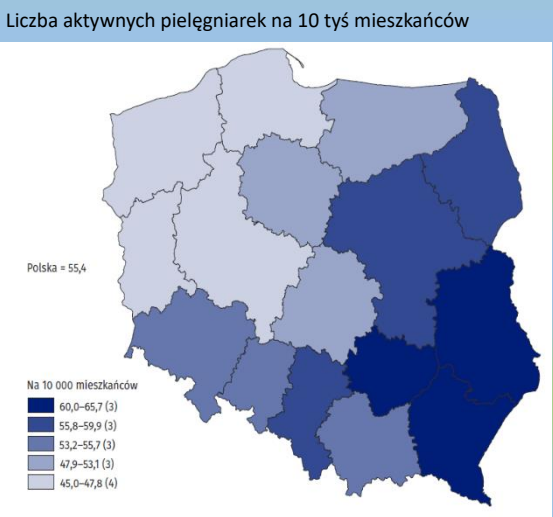 Liczba aktywnych pielęgniarek na 10 tyś mieszkańców
Polska = 55,4
Na 10 000 mieszkańców
60,0–65,7 (3)
55,8–59,9 (3)
53,2–55,7 (3)
47,9–53,1 (3)
45,0–47,8 (4)